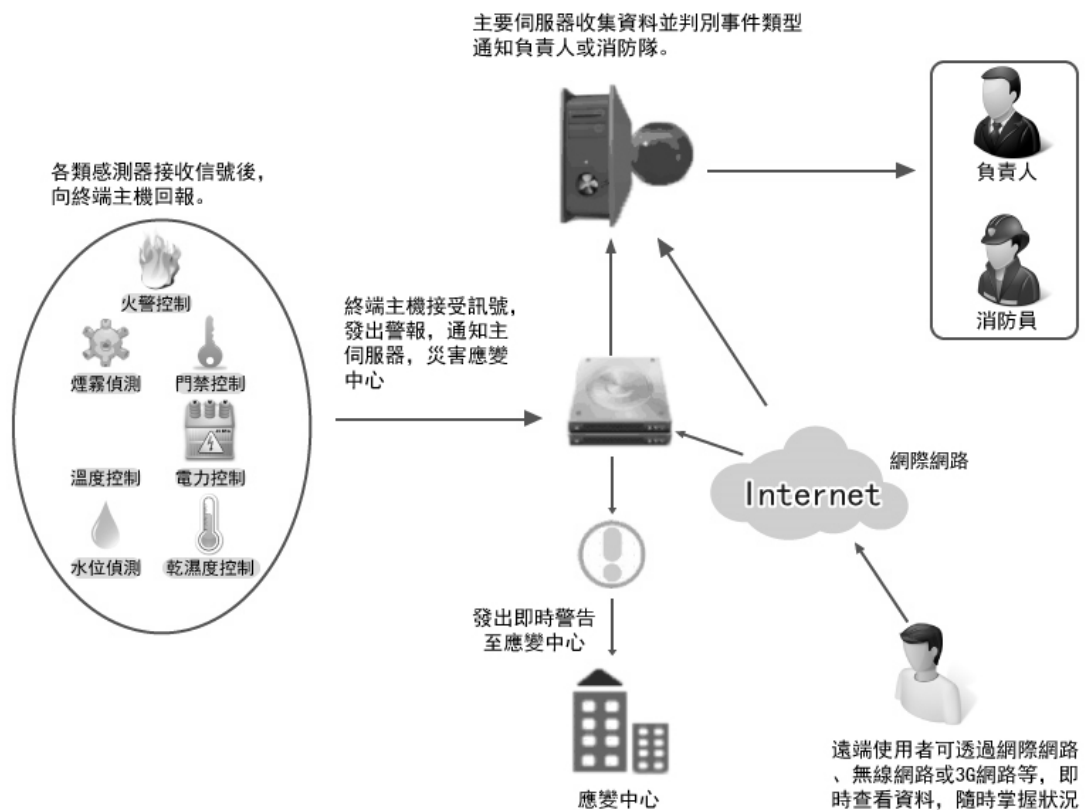 主要伺服器收集資料並判別事件類型
通知負責人或消防隊。
負責人
消防員
各類感測器接收信號後,
向終端主機回報。
火警控制
煙霧偵測
門禁控制
溫度控制
電力控制
水位偵測
乾濕度控制
終端主機接受訊號,
發出警報, 通知主
伺服器, 災害應變
中心
網際網路
Internet
發出即時警告
至應變中心
應變中心
遠端使用者可透過網際網路
、無線網路或3G網路等, 即
時查看資料, 隨時掌握狀況